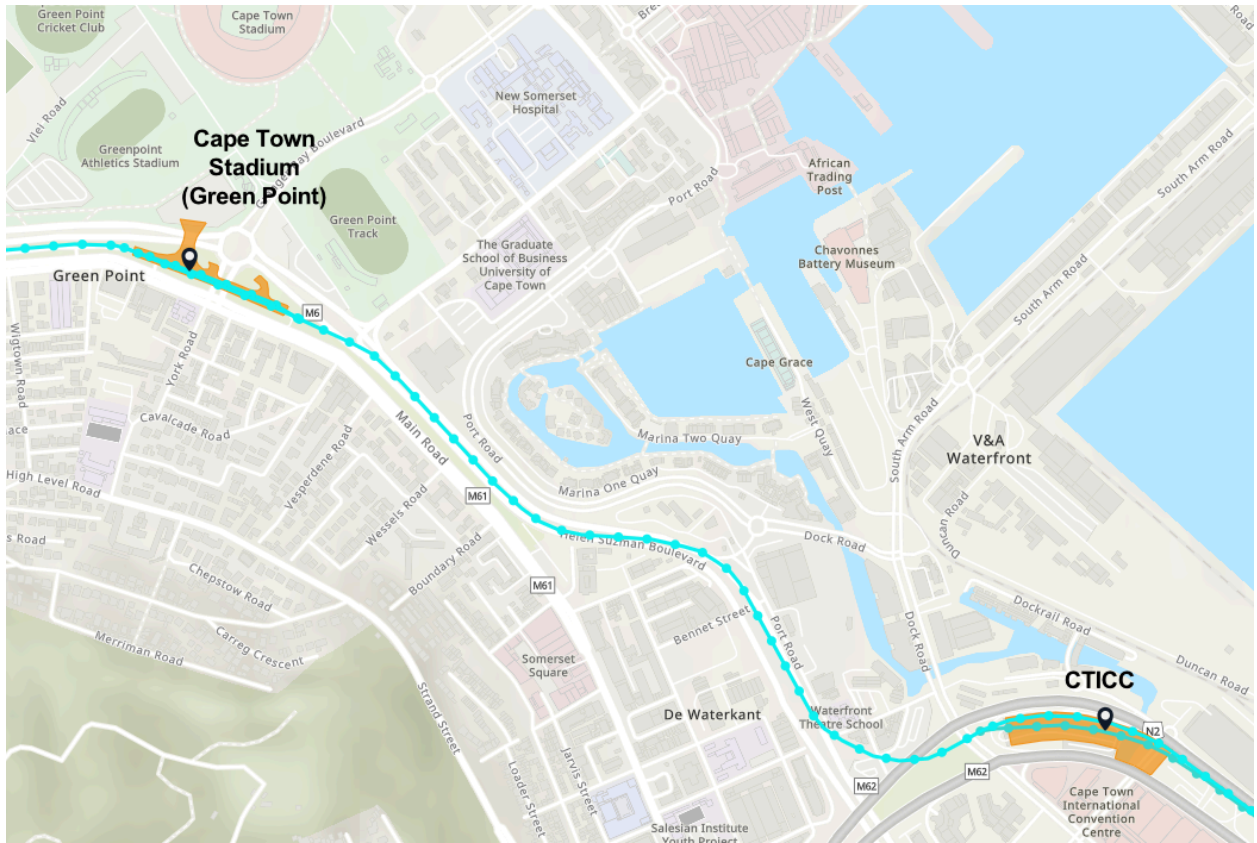 Green Point
Cricket Club
Cape Town
Stadium
New Somerset
Hospital
Vlei Road
Greenpoint
Athletics Stadium
Cape Town
Stadium
(Green Point)
Boulevard
Green Point
Track
Port Road
African
Trading
Post
South Arm Road
South Arm Road
South Arm Road
The Graduate
School of Business
University of
Cape Town
Chavonnes
Battery Museum
Green Point
M6
Wigtown Road
York Road
Cape Grace
West Quay
Cavalcade Road
Main Road
Port Road
Marina Two Quay
South Arm Road
V&A
Waterfront
High Level Road
Vesperdene Road
Wessels Road
M61
Marina One Quay
Duncan Road
Dock Road
Helen Suzman Boulevard
Boundary Road
Chepstow Road
M61
Carreg Crescent
Merriman Road
Bennet Street
Port Road
Dock Road
Dockrail Road
Duncan Road
Somerset
Square
Strand Street
CTICC
De Waterkant
Waterfront
Theatre School
N2
Loader Street
Jarvis Street
M62
M62
Cape Town
International
Convention
Centre
Salesian Institute
Youth Project